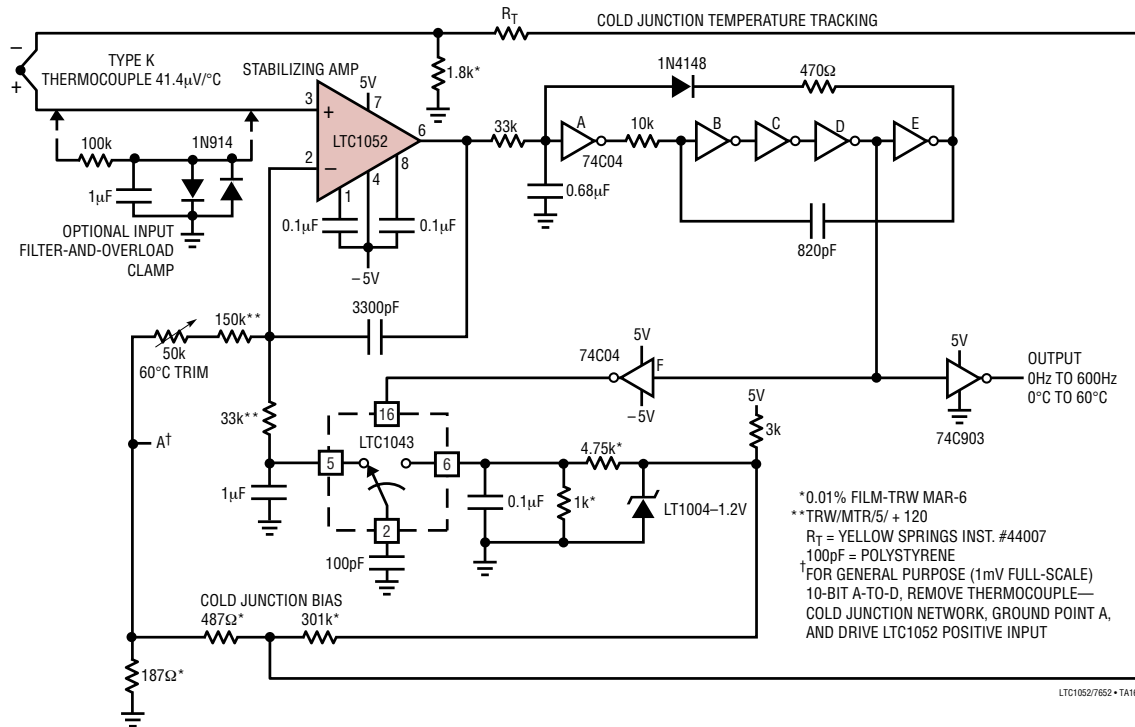 R_T
COLD JUNCTION TEMPERATURE TRACKING
–
TYPE K
THERMOCOUPLE 41.4µV/°C
+
STABILIZING AMP
1.8k*
1N4148
470Ω
5V
3
7
+
LTC1052
6
2
–
8
4
1
33k
A
74C04
10k
B
C
D
E
100k
1N914
1µF
OPTIONAL INPUT
FILTER-AND-OVERLOAD
CLAMP
0.1µF
0.1µF
–5V
0.68µF
820pF
3300pF
150k**
50k
60°C TRIM
74C04
5V
F
–5V
5V
74C903
OUTPUT
0Hz TO 600Hz
0°C TO 60°C
A†
33k**
16
LTC1043
5
6
2
1µF
100pF
4.75k*
5V
3k
0.1µF
1k*
LT1004–1.2V
*0.01% FILM-TRW MAR-6
**TRW/MTR/5/ + 120
R_T = YELLOW SPRINGS INST. #44007
100pF = POLYSTYRENE
†FOR GENERAL PURPOSE (1mV FULL-SCALE)
10-BIT A-TO-D, REMOVE THERMOCOUPLE—
COLD JUNCTION NETWORK, GROUND POINT A,
AND DRIVE LTC1052 POSITIVE INPUT
COLD JUNCTION BIAS
487Ω*
301k*
187Ω*
LTC1052/7652 • TA16